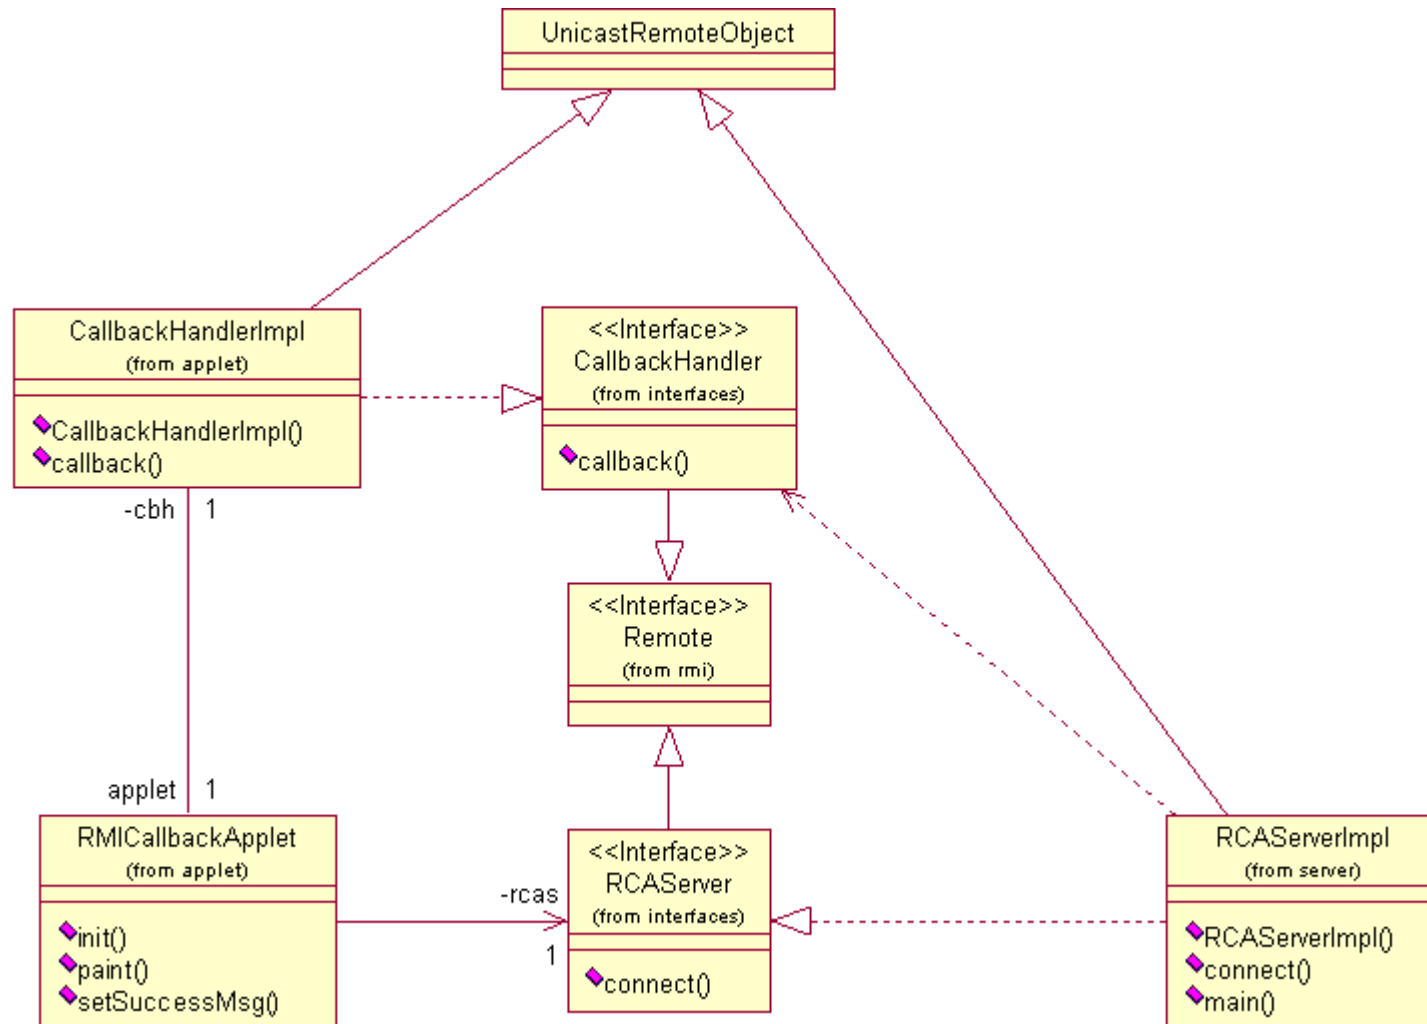 UnicastRemoteObject
CallbackHandlerImpl
(from applet)
CallbackHandlerImpl()
callback()
<<Interface>>
CallbackHandler
(from interfaces)
callback()
-cbh 1
<<Interface>>
Remote
(from rmi)
applet 1
RMICallbackApplet
(from applet)
init()
paint()
setSuccessMsg()
-rcas
1
<<Interface>>
RCAServer
(from interfaces)
connect()
RCAServerImpl
(from server)
RCAServerImpl()
connect()
main()